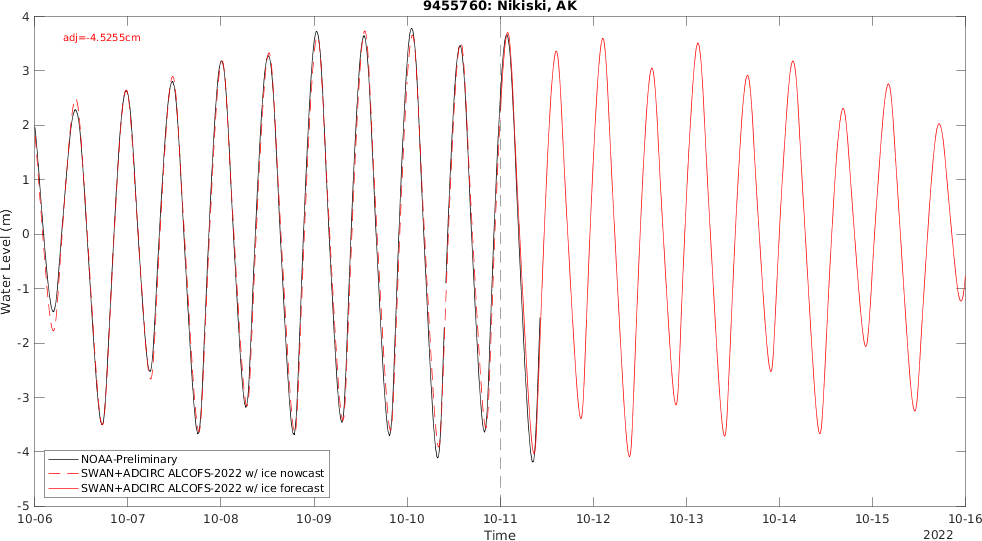 9455760: Nikiski, AK
adj=-4.5255cm
4
3
2
1
0
-1
-2
-3
-4
-5
Water Level (m)
NOAA-Preliminary
SWAN+ADCIRC ALCOFS-2022 w/ ice nowcast
SWAN+ADCIRC ALCOFS-2022 w/ ice forecast
10-06 10-07 10-08 10-09 10-10 10-11 10-12 10-13 10-14 10-15 10-16
Time
2022